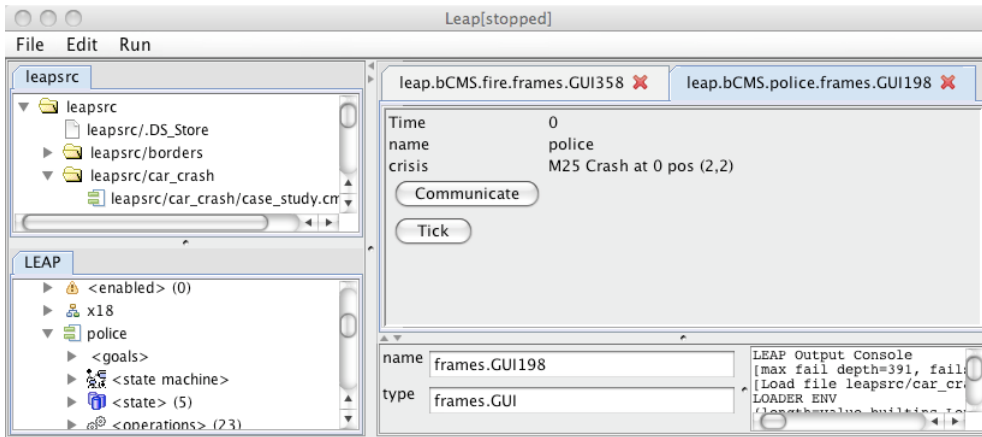 Leap[stopped]
File Edit Run
leapsrc
leapsrc
leapsrc/.DS_Store
leapsrc/borders
leapsrc/car_crash
leapsrc/car_crash/case_study.cm
leap.bCMS.fire.frames.GUI358 leap.bCMS.police.frames.GUI198
Time 0
name police
crisis M25 Crash at 0 pos (2,2)
Communicate
Tick
LEAP
<enabled> (0)
x18
police
<goals>
<state machine>
<state> (5)
<operations> (23)
name frames.GUI198
type frames.GUI
LEAP Output Console
[max fail depth=391, fail
[Load file leapsrc/car_cr
LOADER ENV